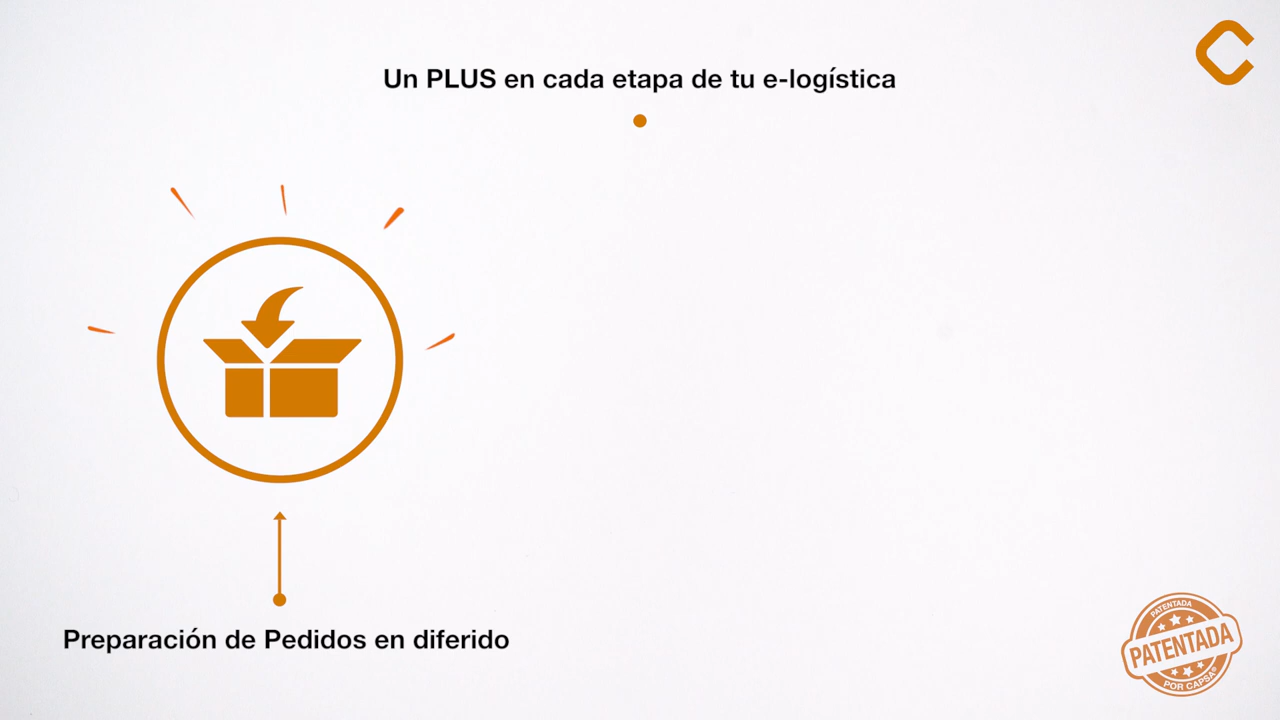 Un PLUS en cada etapa de tu e-logística
Preparación de Pedidos en diferido
PATENTADA
PATENTADA
POR CAPSA®